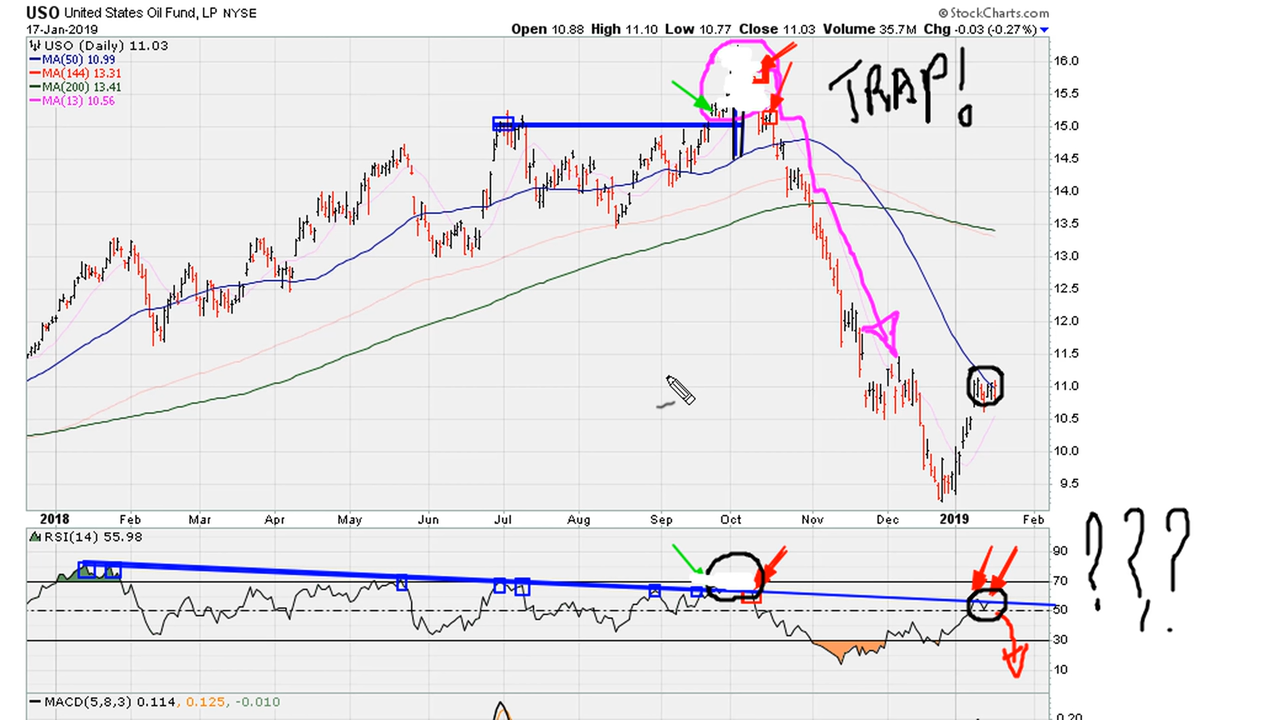 USO United States Oil Fund, LP NYSE
© StockCharts.com
17-Jan-2019
Open 10.88 High 11.10 Low 10.77 Close 11.03 Volume 35.7M Chg -0.03 (-0.27%)
USO (Daily) 11.03
MA(50) 10.99
MA(144) 13.31
MA(200) 13.41
MA(13) 10.56
TRAP!
16.0
15.5
15.0
14.5
14.0
13.5
13.0
12.5
12.0
11.5
11.0
10.5
10.0
9.5
2018 Feb Mar Apr May Jun Jul Aug Sep Oct Nov Dec 2019 Feb
RSI(14) 55.98
90
70
50
30
10
???
MACD(5,8,3) 0.114, 0.125, -0.010
0.20